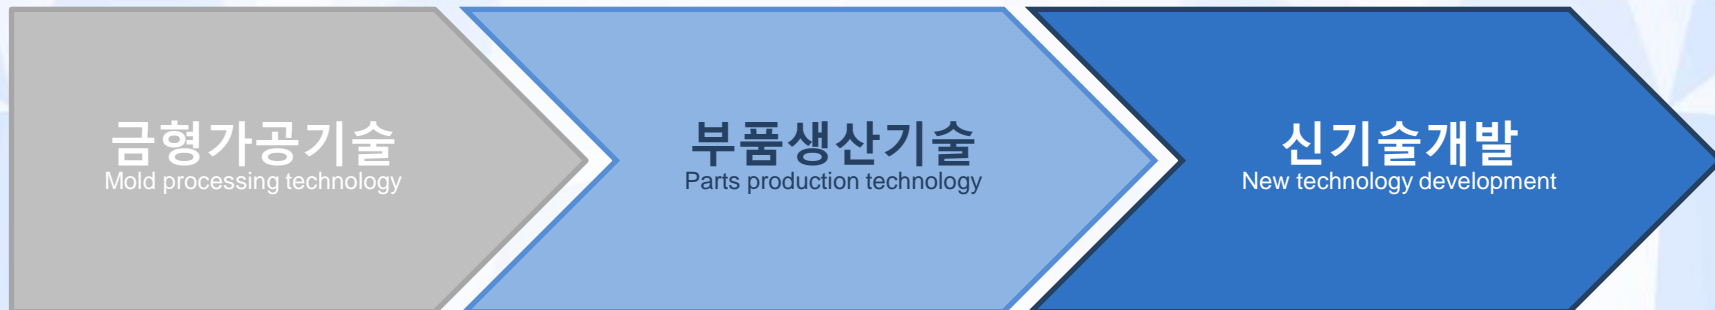 금형가공기술
Mold processing technology
부품생산기술
Parts production technology
신기술개발
New technology development